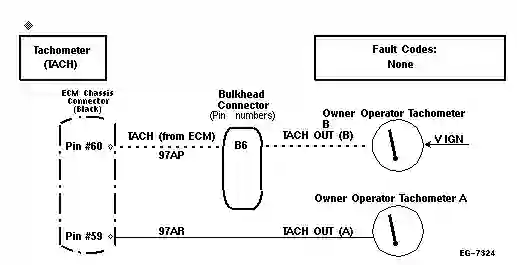 Tachometer
(TACH)
Fault Codes:
None
ECM Chassis
Connector
(Black)
Bulkhead
Connector
(Pin numbers)
Owner Operator Tachometer
B
Pin #60
TACH (from ECM)
97AP
B6
TACH OUT (B)
V IGN
Owner Operator Tachometer A
Pin #59
97AR
TACH OUT (A)
EG-7324